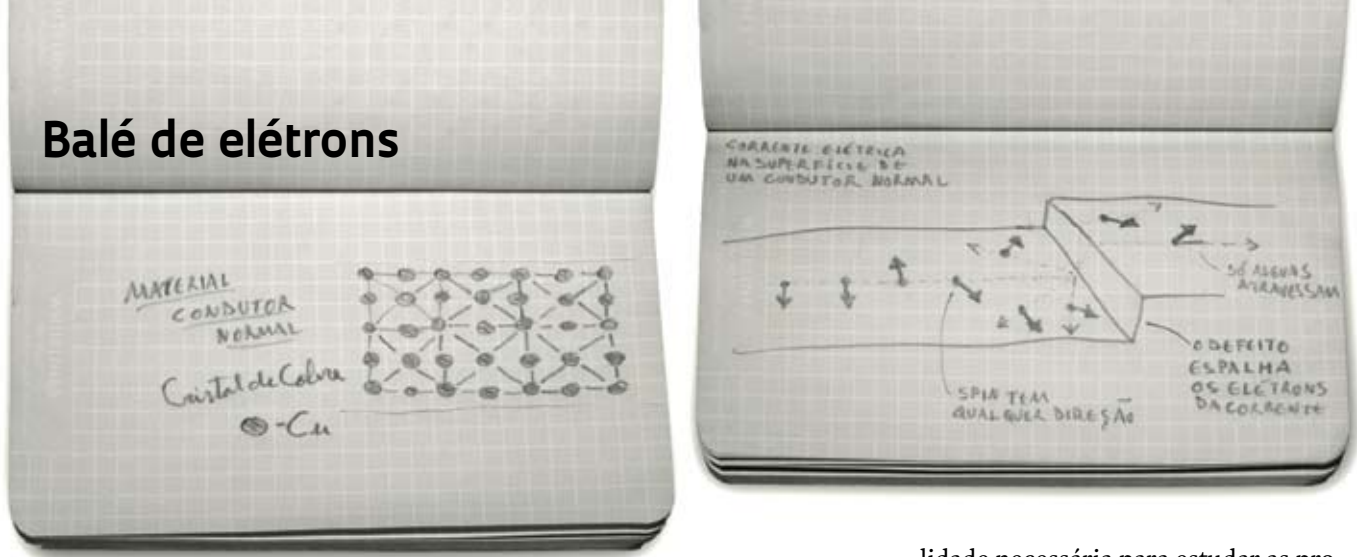 Balé de elétrons
MATERIAL
CONDUTOR
NORMAL
Cristal de Cobre
-Cu
CORRENTE ELÉTRICA
NA SUPERFÍCIE DE
UM CONDUTOR NORMAL
SÓ ALGUNS
ATRAVESSAM
O DEFEITO
ESPALHA
OS ELÉTRONS
DA CORRENTE
SPIN TEM
QUALQUER DIREÇÃO
lidade necessária para estudar as pro-